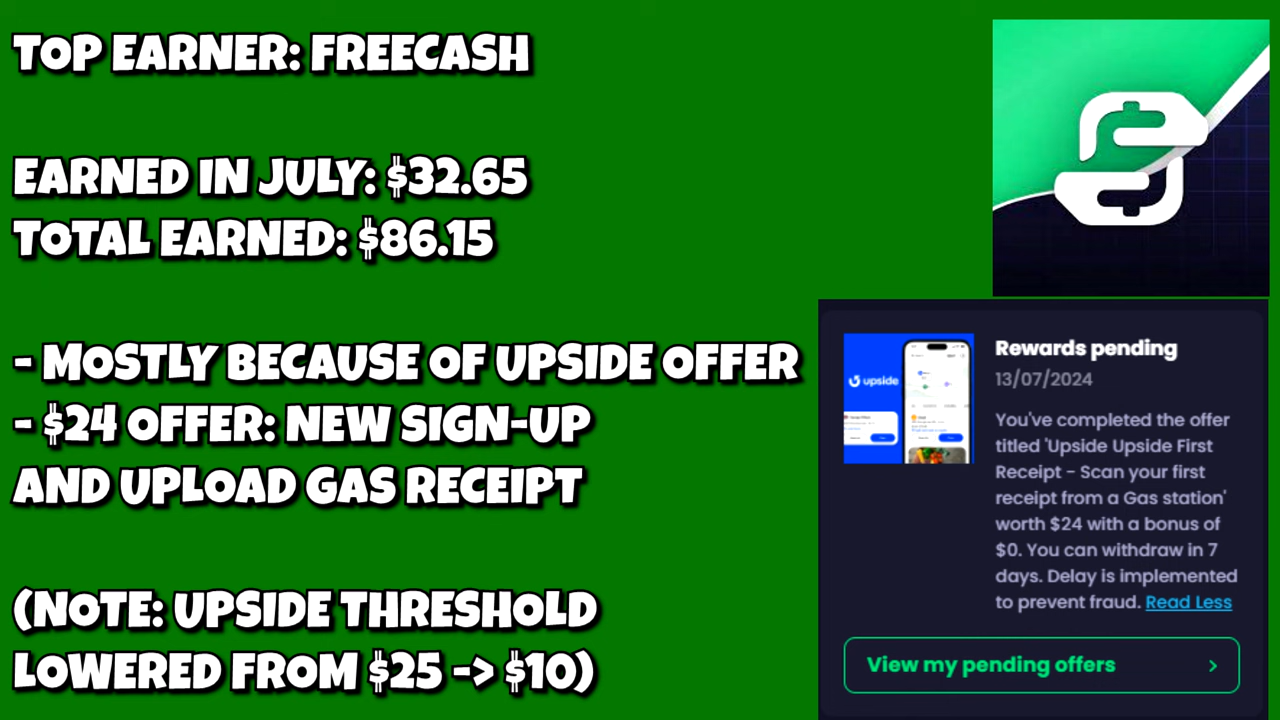 TOP EARNER: FREECASH
EARNED IN JULY: $32.65
TOTAL EARNED: $86.15
- MOSTLY BECAUSE OF UPSIDE OFFER
- $24 OFFER: NEW SIGN-UP
AND UPLOAD GAS RECEIPT
(NOTE: UPSIDE THRESHOLD
LOWERED FROM $25 -> $10)
upside
Rewards pending
13/07/2024
You've completed the offer
titled 'Upside Upside First
Receipt - Scan your first
receipt from a Gas station'
worth $24 with a bonus of
$0. You can withdraw in 7
days. Delay is implemented
to prevent fraud. Read Less
View my pending offers